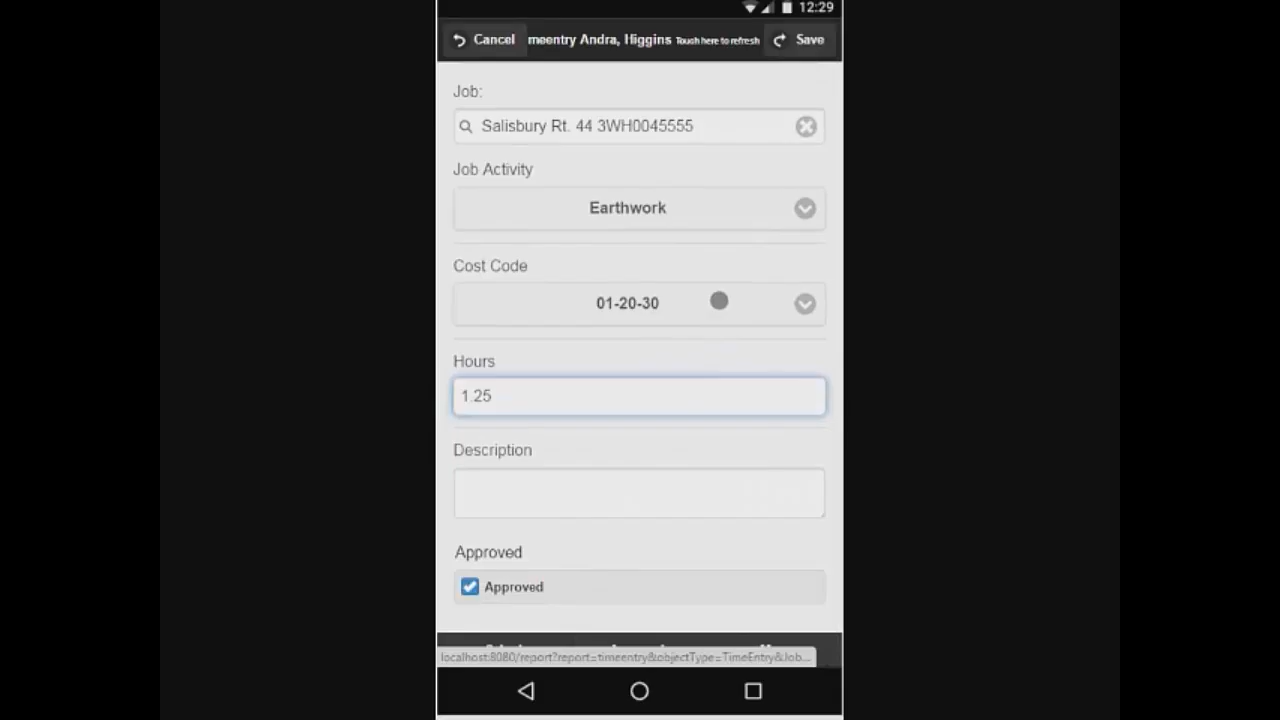 12:29
Cancel meentry Andra, Higgins Touch here to refresh Save
Job:
Salisbury Rt. 44 3WH0045555
Job Activity
Earthwork
Cost Code
01-20-30
Hours
1.25
Description
Approved
Approved
localhost:8080/report?report=timeentry&objectType=TimeEntry&Job...